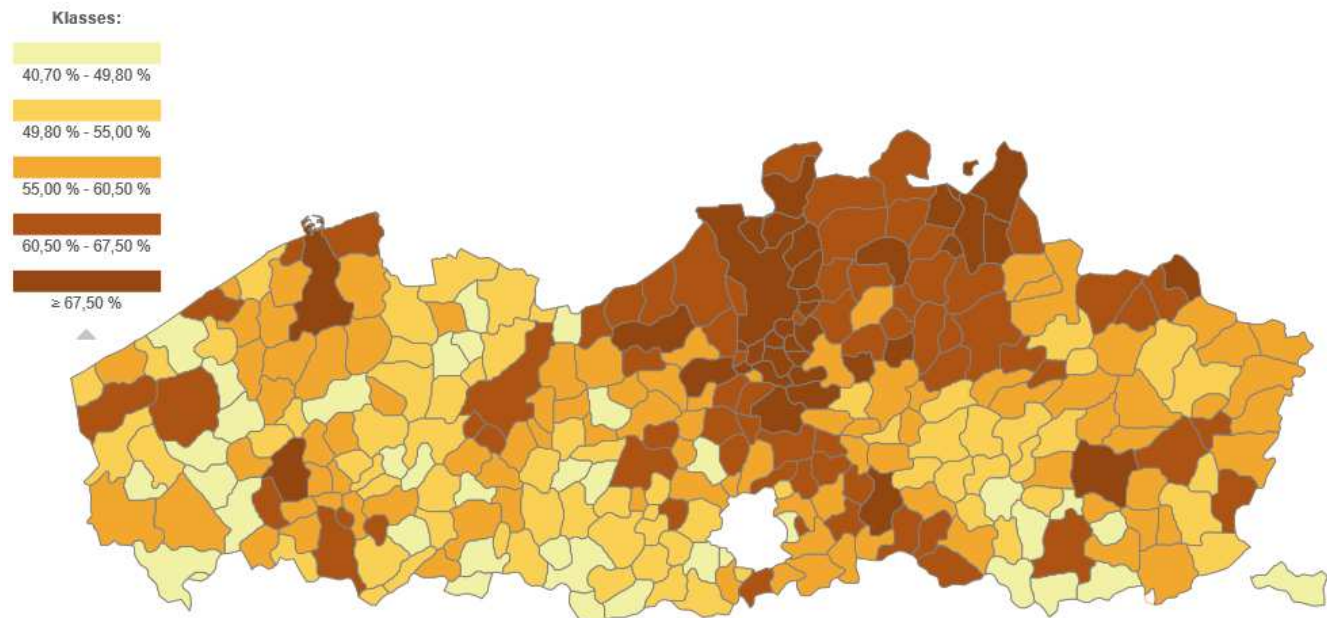 Klasses:
40,70 % - 49,80 %
49,80 % - 55,00 %
55,00 % - 60,50 %
60,50 % - 67,50 %
≥ 67,50 %